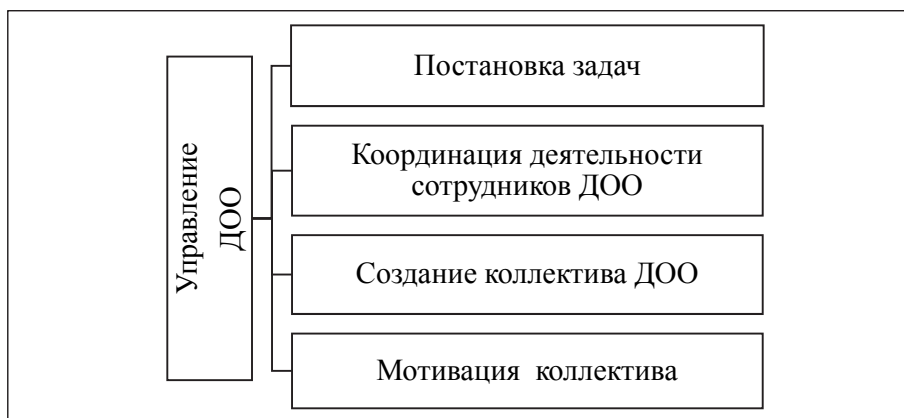 Управление
ДОО
Постановка задач
Координация деятельности
сотрудников ДОО
Создание коллектива ДОО
Мотивация коллектива